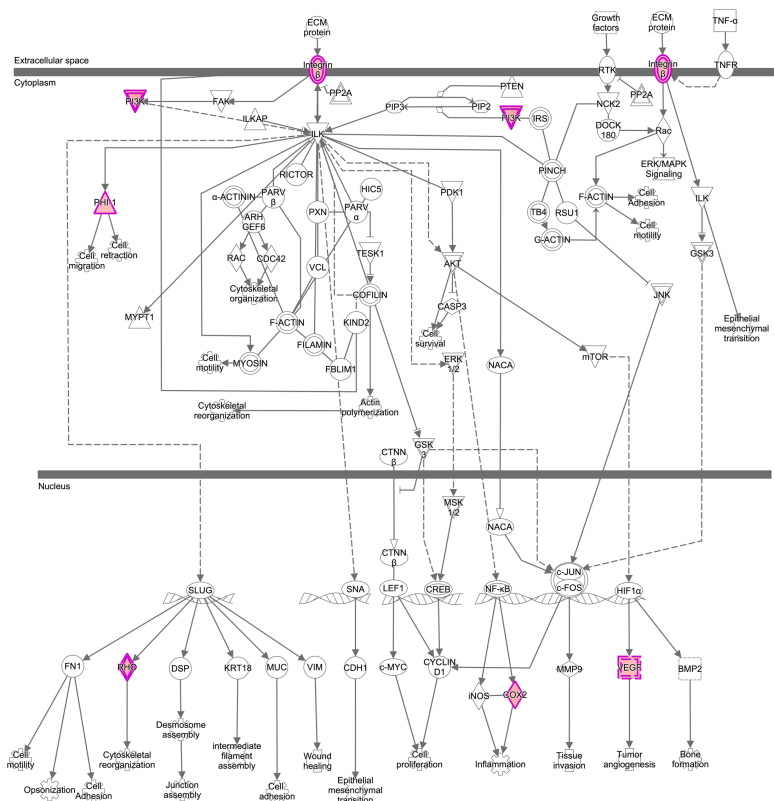 ECM
protein
Growth
factors
ECM
protein
TNF-α
Extracellular space
Integrin
β
RTK
Integrin
β
TNFR
Cytoplasm
PI3K
FAK
PP2A
PTEN
PP2A
ILKAP
PIP3
PIP2
PI3K
IRS
NCK2
ILK
DOCK
180
Rac
ERK/MAPK
Signaling
RICTOR
PINCH
α-ACTININ
PARV
β
HIC5
PDK1
F-ACTIN
Cell
Adhesion
ILK
PHI-1
ARH
GEF6
PXN
PARV
α
TB4
RSU1
Cell
motility
G-ACTIN
Cell
migration
Cell
retraction
RAC
CDC42
VCL
TESK1
AKT
GSK3
Cytoskeletal
organization
COFILIN
CASP3
JNK
MYPT1
F-ACTIN
KIND2
Cell
survival
Epithelial
mesenchymal
transition
FILAMIN
Cell
motility
MYOSIN
FBLIM1
ERK
1/2
NACA
mTOR
Cytoskeletal
reorganization
Actin
polymerization
CTNN
β
GSK
3
Nucleus
MSK
1/2
NACA
CTNN
β
c-JUN
c-FOS
SLUG
SNA
LEF1
CREB
NF-κB
HIF1α
FN1
RHO
DSP
KRT18
MUC
VIM
CDH1
c-MYC
CYCLIN
D1
iNOS
COX2
MMP9
VEGF
BMP2
Cell
motility
Cytoskeletal
reorganization
Desmosome
assembly
intermediate
filament
assembly
Wound
healing
Cell
proliferation
Inflammation
Tissue
invasion
Tumor
angiogenesis
Bone
formation
Opsonization
Cell
Adhesion
Junction
assembly
Cell
adhesion
Epithelial
mesenchymal
transition